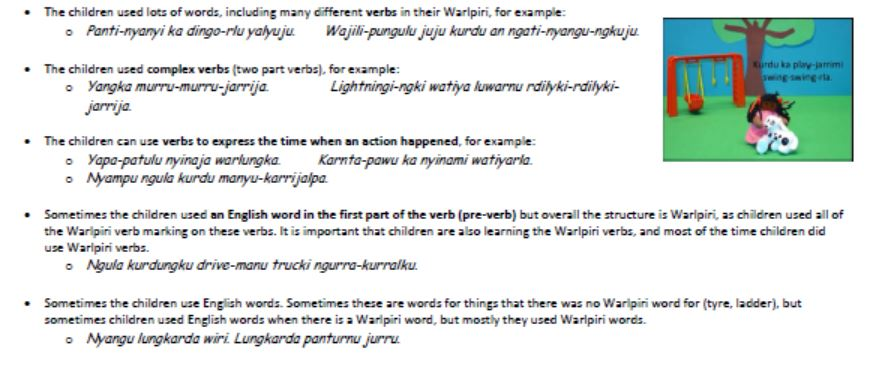 • The children used lots of words, including many different verbs in their Warlpiri, for example:
o Panti-nyanyi ka dingo-rlu yalyuju. Wajili-pungulu juju kurdu an ngati-nyangu-ngkuju.
• The children used complex verbs (two part verbs), for example:
o Yangka murru-murru-jarrija. Lightningi-ngki watiya luwarnu rdilyki-rdilyki-
jarrija.
• The children can use verbs to express the time when an action happened, for example:
o Yapa-patulu nyinaja warlungka. Karnta-pawu ka nyinami watiyarla.
o Nyampu ngula kurdu manyu-karrijalpa.
• Sometimes the children used an English word in the first part of the verb (pre-verb) but overall the structure is Warlpiri, as children used all of
the Warlpiri verb marking on these verbs. It is important that children are also learning the Warlpiri verbs, and most of the time children did
use Warlpiri verbs.
o Ngula kurdungku drive-manu trucki ngurra-kurralku.
• Sometimes the children use English words. Sometimes these are words for things that there was no Warlpiri word for (tyre, ladder), but
sometimes children used English words when there is a Warlpiri word, but mostly they used Warlpiri words.
o Nyangu lungkarda wiri. Lungkarda panturnu jurru.
Kurdu ka play-jarrimi
swing-swing-rla.